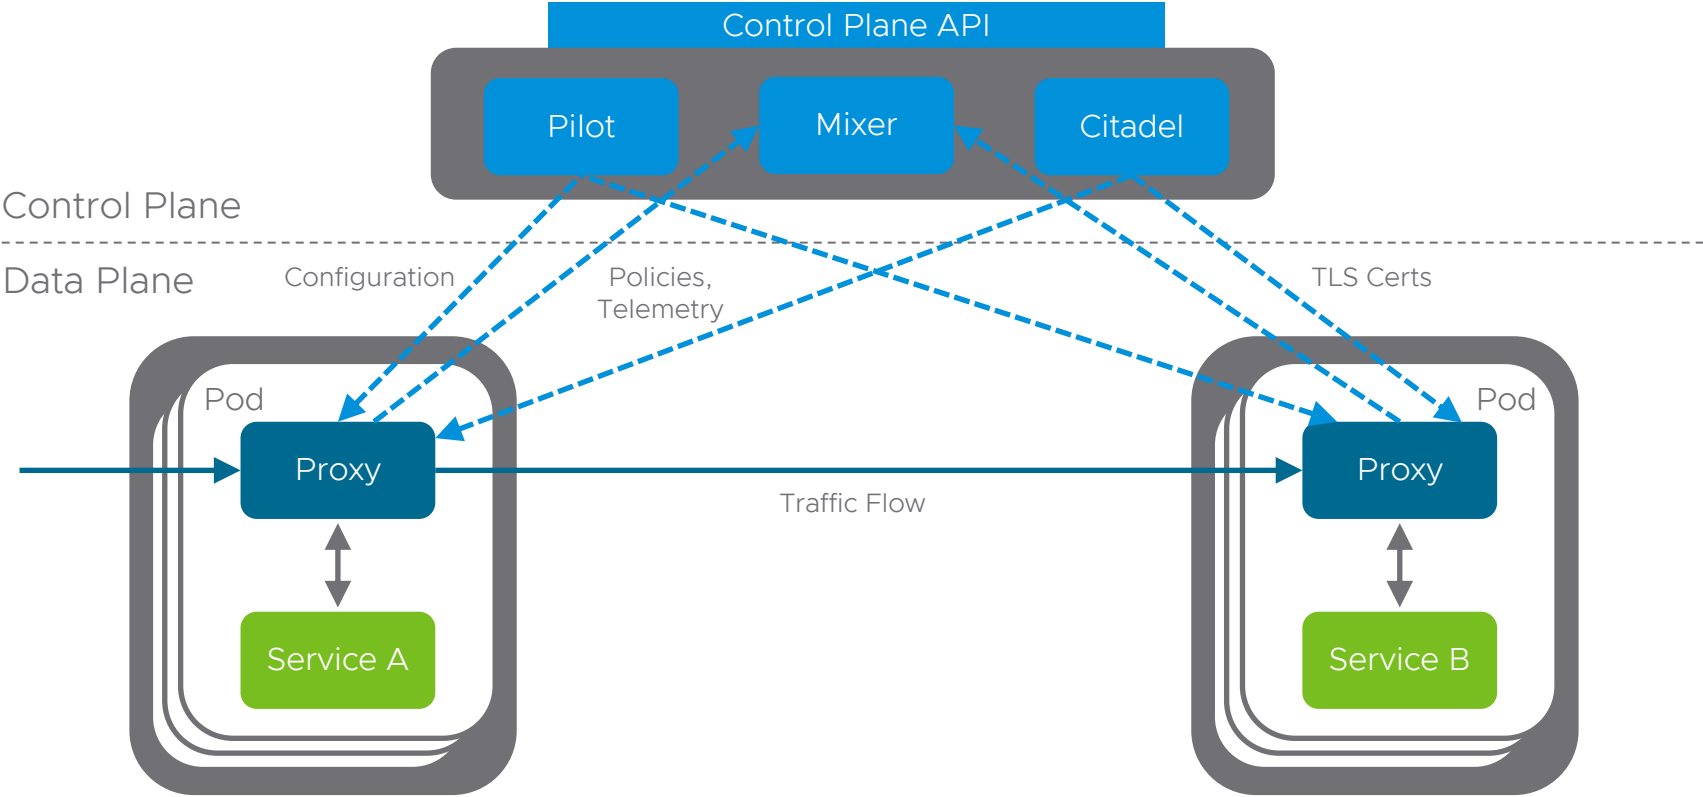 Control Plane API
Pilot
Mixer
Citadel
Control Plane
Data Plane
Configuration
Policies,
Telemetry
TLS Certs
Pod
Pod
Proxy
Proxy
Traffic Flow
Service A
Service B